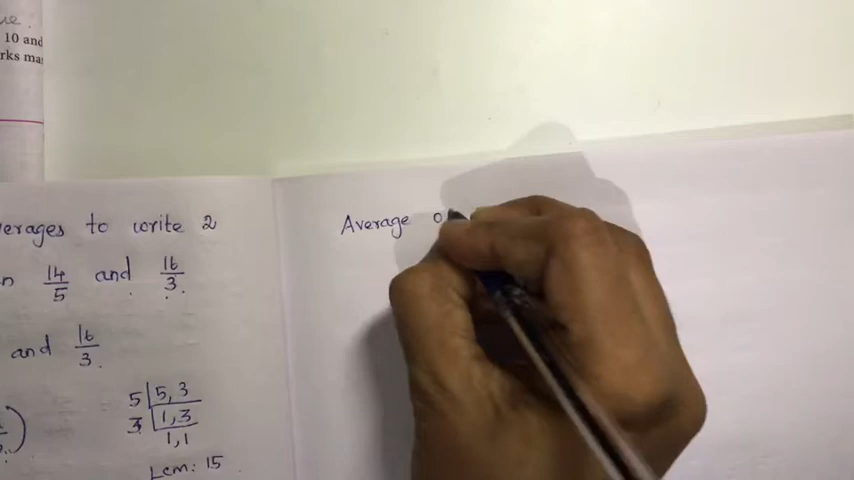 10 and
rks ma
erages to write 2
n 14/5 and 16/3.
and 16/3.
5 | 5, 3
3 | 1, 3
1, 1
Lcm: 15
Average o